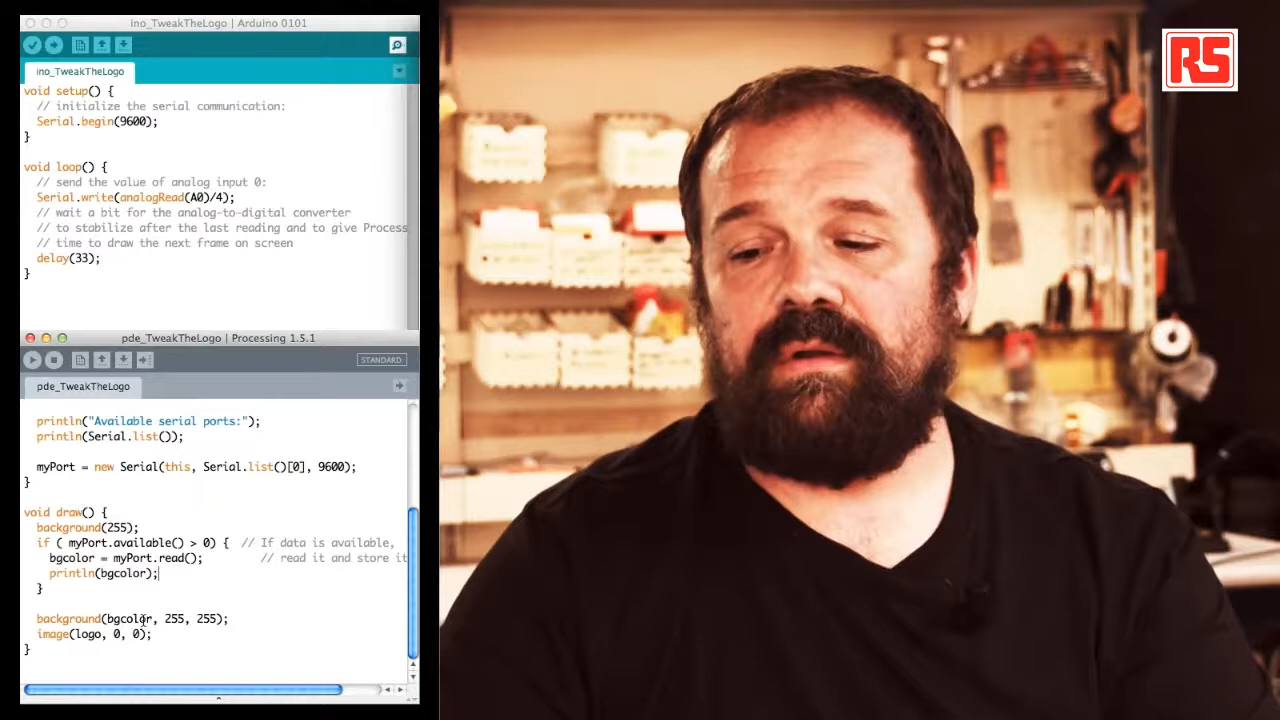 ino_TweakTheLogo | Arduino 0101
ino_TweakTheLogo
void setup() {
// initialize the serial communication:
Serial.begin(9600);
}
void loop() {
// send the value of analog input 0:
Serial.write(analogRead(A0)/4);
// wait a bit for the analog-to-digital converter
// to stabilize after the last reading and to give Process
// time to draw the next frame on screen
delay(33);
}
pde_TweakTheLogo | Processing 1.5.1
STANDARD
pde_TweakTheLogo
println("Available serial ports:");
println(Serial.list());
myPort = new Serial(this, Serial.list()[0], 9600);
}
void draw() {
background(255);
if ( myPort.available() > 0) { // If data is available,
bgcolor = myPort.read(); // read it and store it
println(bgcolor);
}
background(bgcolor, 255, 255);
image(logo, 0, 0);
}
RS